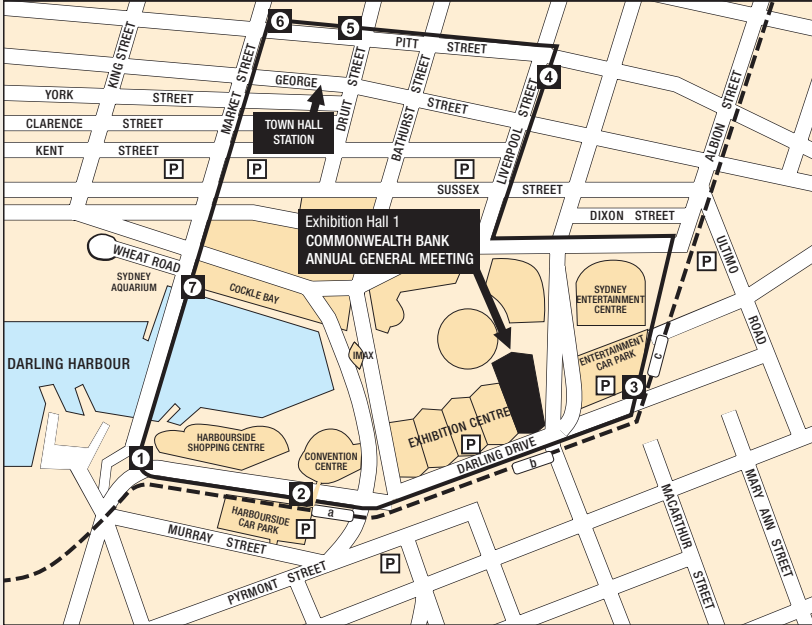 6
5
PITT STREET
KING STREET
MARKET STREET
GEORGE STREET
DRUIT STREET
BATHURST STREET
LIVERPOOL STREET
4
ALBION STREET
YORK STREET
CLARENCE STREET
KENT STREET
TOWN HALL
STATION
P
P
P
SUSSEX STREET
DIXON STREET
Exhibition Hall 1
COMMONWEALTH BANK
ANNUAL GENERAL MEETING
ULTIMO ROAD
P
WHEAT ROAD
SYDNEY
AQUARIUM
7
COCKLE BAY
SYDNEY
ENTERTAINMENT
CENTRE
DARLING HARBOUR
IMAX
ENTERTAINMENT
CAR PARK
P
c
3
EXHIBITION CENTRE
P
DARLING DRIVE
b
HARBOURSIDE
SHOPPING CENTRE
CONVENTION
CENTRE
1
2
a
HARBOURSIDE
CAR PARK
P
MURRAY STREET
PYRMONT STREET
P
MACARTHUR STREET
MARY ANN STREET